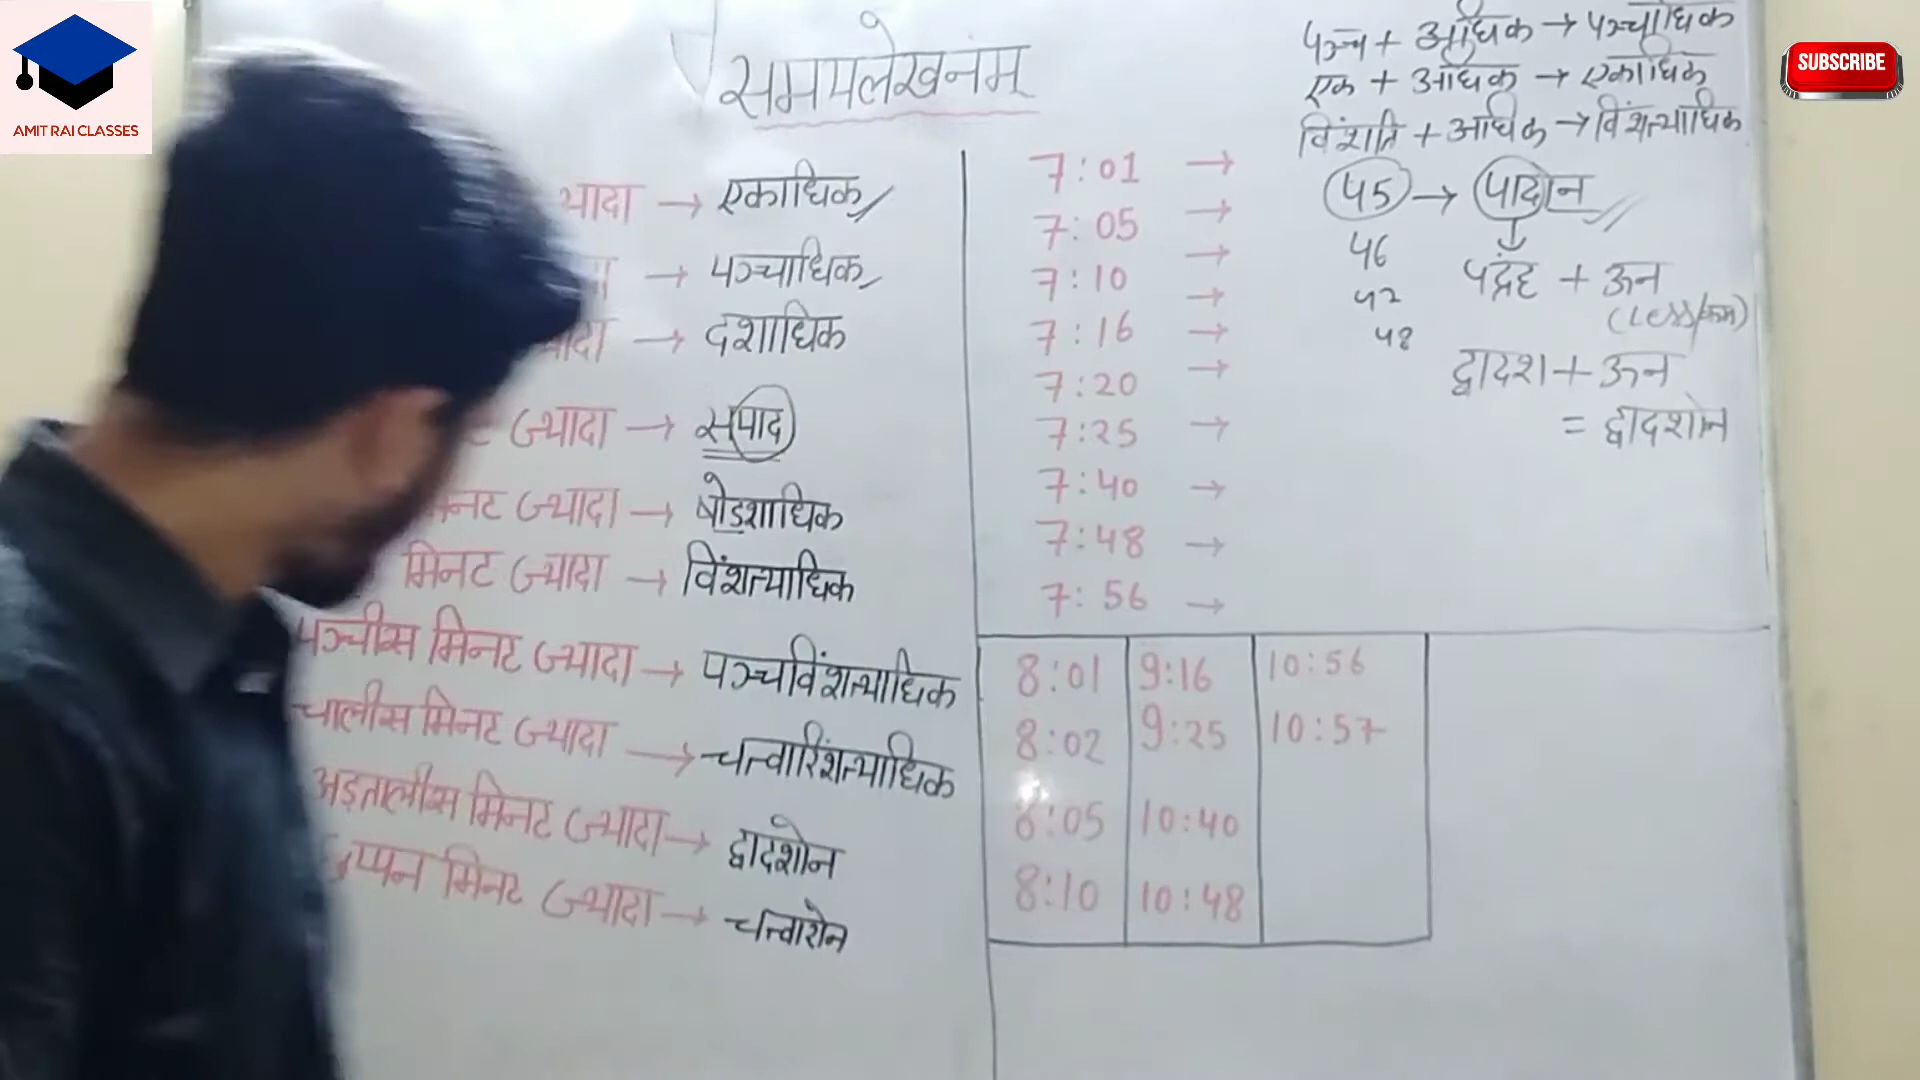 AMIT RAI CLASSES
SUBSCRIBE
समयलेखनंम्
ज्यादा → एकाधिक
→ पञ्चाधिक
→ दशाधिक
ज्यादा → सपाद
मिनट ज्यादा → षोडशाधिक
मिनट ज्यादा → विंशत्याधिक
पञ्चीस मिनट ज्यादा → पञ्चविंशत्याधिक
चालीस मिनट ज्यादा → चत्वारिंशत्याधिक
अड़तालीस मिनट ज्यादा → द्वादशोन
छप्पन मिनट ज्यादा → चत्वारोन
7:01 →
7:05 →
7:10 →
7:16 →
7:20 →
7:25 →
7:40 →
7:48 →
7:56 →
पञ्च + अधिक → पञ्चाधिक
एक + अधिक → एकाधिक
विंशति + अधिक → विंशत्याधिक
45 → पादोन
46
पंद्रह + ऊन
(Less/कम)
48
द्वादश + ऊन
= द्वादशोन
8:01 9:16 10:56
8:02 9:25 10:57
8:05 10:40
8:10 10:48